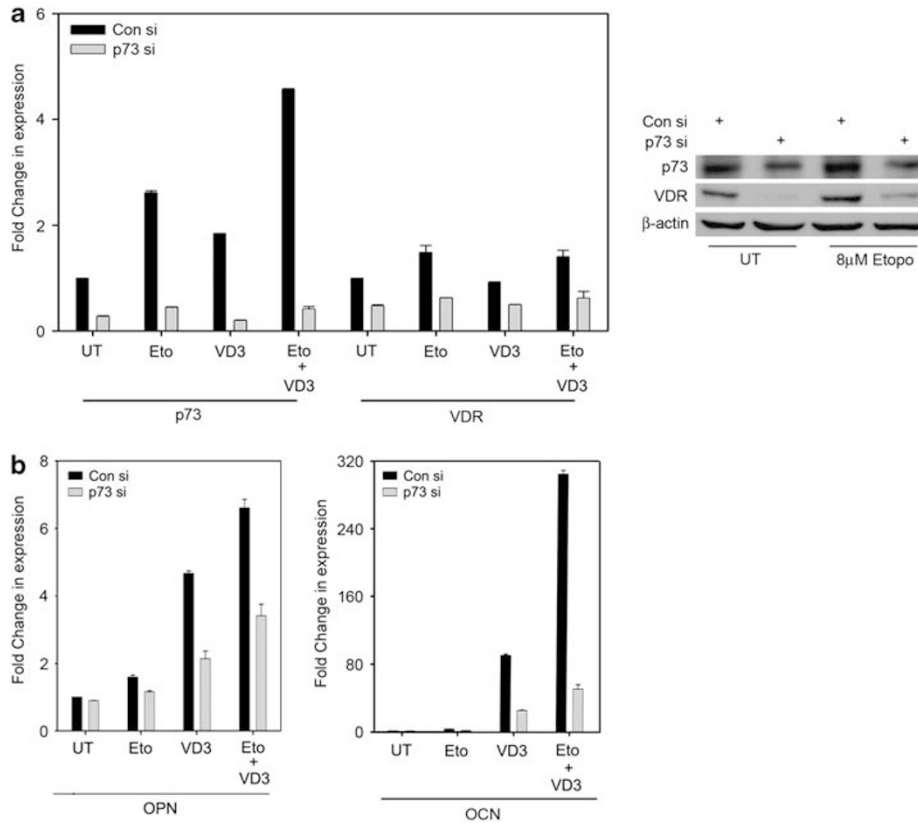 a
Fold Change in expression
6
4
2
0
Con si
p73 si
UT Eto VD3 Eto + VD3 UT Eto VD3 Eto + VD3
p73 VDR
Con si + +
p73 si + +
p73
VDR
β-actin
UT 8μM Etopo
b
Fold Change in expression
8
6
4
2
0
Con si
p73 si
UT Eto VD3 Eto + VD3
OPN
Fold Change in expression
320
240
160
80
0
Con si
p73 si
UT Eto VD3 Eto + VD3
OCN